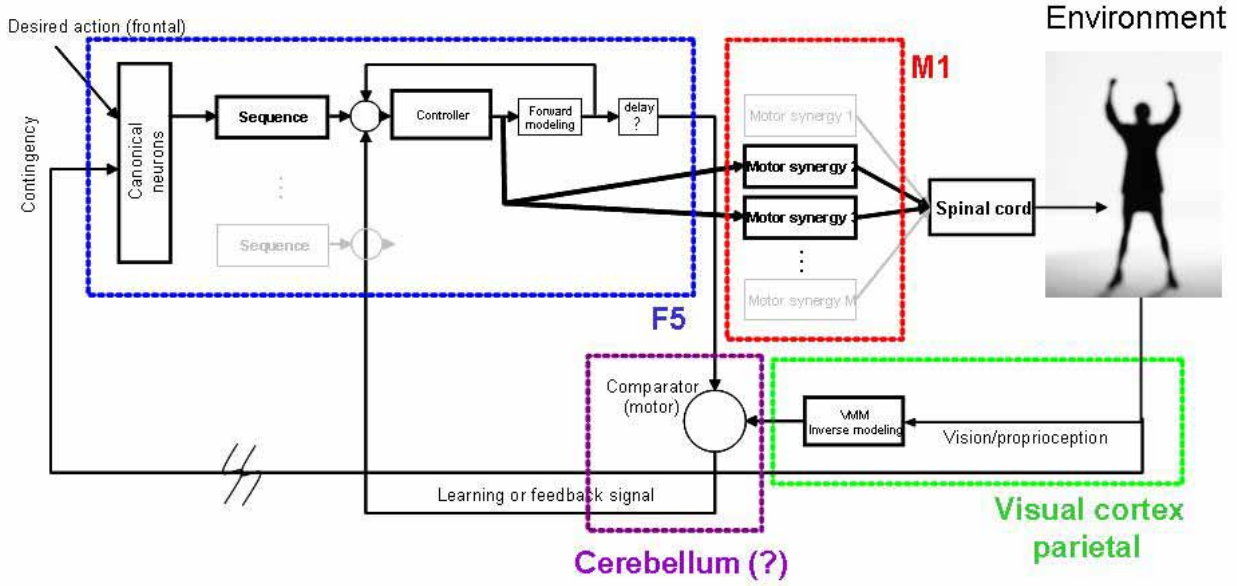 Environment
Desired action (frontal)
M1
Contingency
Canonical
neurons
Sequence
Controller
Forward
modeling
delay
?
Motor synergy 1
Motor synergy 2
Motor synergy 3
Motor synergy M
Spinal cord
Sequence
F5
Comparator
(motor)
VMM
Inverse modeling
Vision/proprioception
Learning or feedback signal
Visual cortex
parietal
Cerebellum (?)